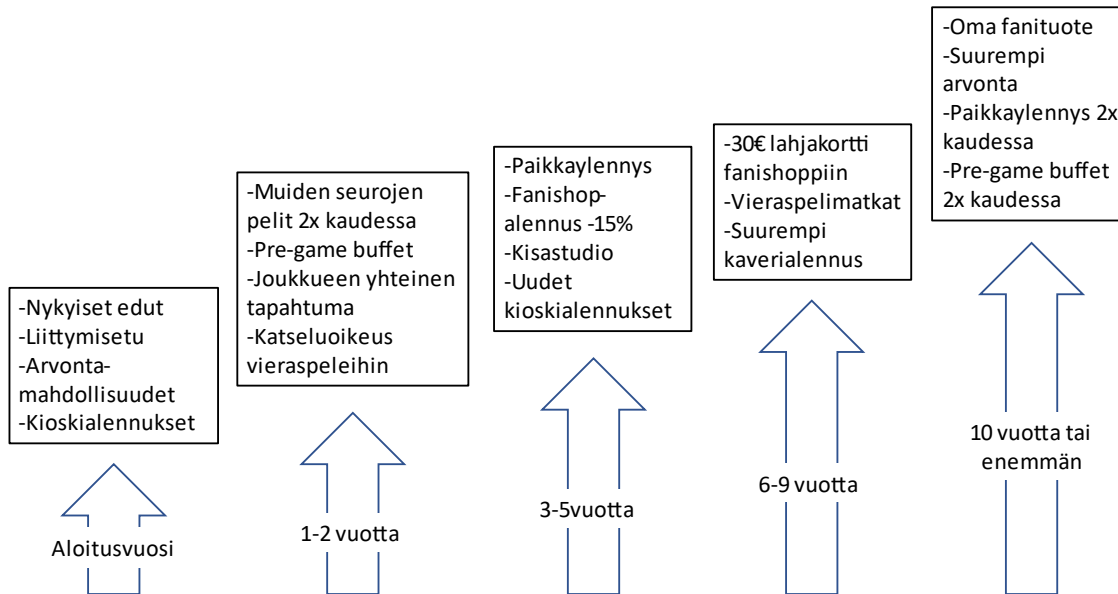 -Nykyiset edut
-Liittymisetu
-Arvonta-
mahdollisuudet
-Kioskialennukset
Aloitusvuosi
-Muiden seurojen
pelit 2x kaudessa
-Pre-game buffet
-Joukkueen yhteinen
tapahtuma
-Katseluoikeus
vieraspeleihin
1-2 vuotta
-Paikkaylennys
-Fanishop-
alennus -15%
-Kisastudio
-Uudet
kioskialennukset
3-5vuotta
-30€ lahjakortti
fanishoppiin
-Vieraspelimatkat
-Suurempi
kaverialennus
6-9 vuotta
-Oma fanituote
-Suurempi
arvonta
-Paikkaylennys 2x
kaudessa
-Pre-game buffet
2x kaudessa
10 vuotta tai
enemmän